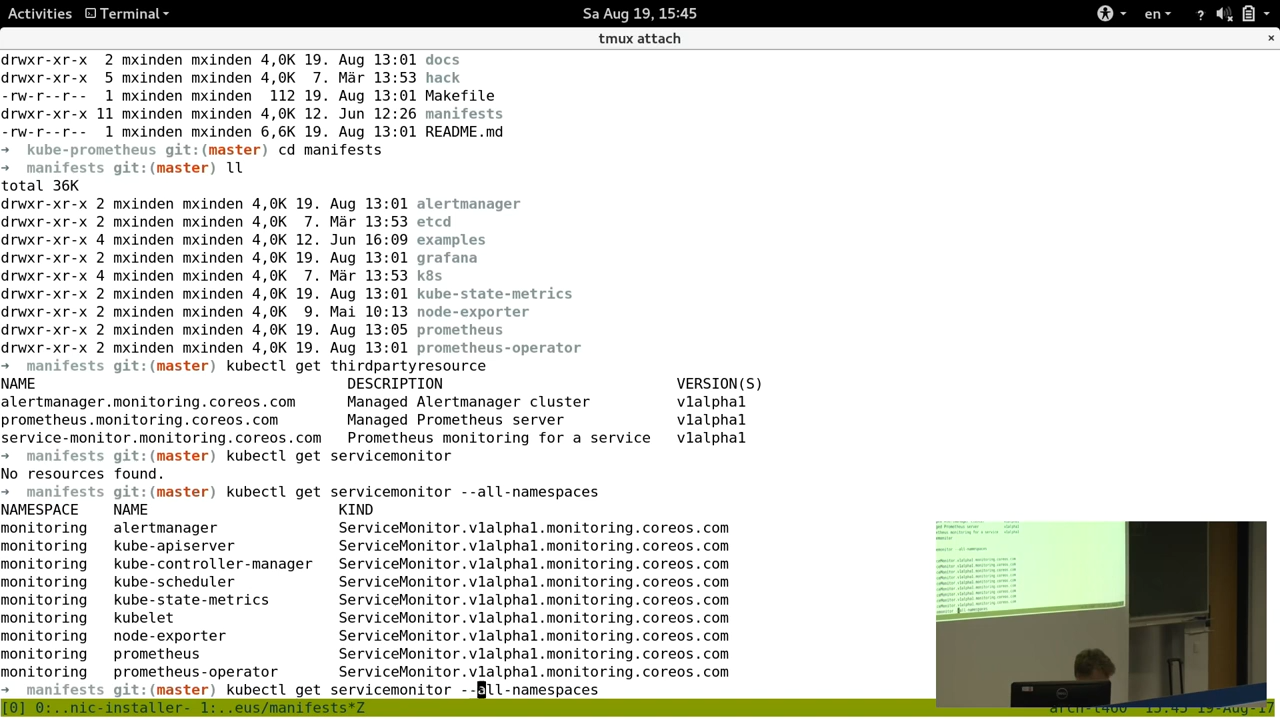 Activities Terminal Sa Aug 19, 15:45 en ?
tmux attach ×
drwxr-xr-x 2 mxinden mxinden 4,0K 19. Aug 13:01 docs
drwxr-xr-x 5 mxinden mxinden 4,0K 7. Mär 13:53 hack
-rw-r--r-- 1 mxinden mxinden 112 19. Aug 13:01 Makefile
drwxr-xr-x 11 mxinden mxinden 4,0K 12. Jun 12:26 manifests
-rw-r--r-- 1 mxinden mxinden 6,6K 19. Aug 13:01 README.md
➜ kube-prometheus git:(master) cd manifests
➜ manifests git:(master) ll
total 36K
drwxr-xr-x 2 mxinden mxinden 4,0K 19. Aug 13:01 alertmanager
drwxr-xr-x 2 mxinden mxinden 4,0K 7. Mär 13:53 etcd
drwxr-xr-x 4 mxinden mxinden 4,0K 12. Jun 16:09 examples
drwxr-xr-x 2 mxinden mxinden 4,0K 19. Aug 13:01 grafana
drwxr-xr-x 4 mxinden mxinden 4,0K 7. Mär 13:53 k8s
drwxr-xr-x 2 mxinden mxinden 4,0K 19. Aug 13:01 kube-state-metrics
drwxr-xr-x 2 mxinden mxinden 4,0K 9. Mai 10:13 node-exporter
drwxr-xr-x 2 mxinden mxinden 4,0K 19. Aug 13:05 prometheus
drwxr-xr-x 2 mxinden mxinden 4,0K 19. Aug 13:01 prometheus-operator
➜ manifests git:(master) kubectl get thirdpartyresource
NAME DESCRIPTION VERSION(S)
alertmanager.monitoring.coreos.com Managed Alertmanager cluster v1alpha1
prometheus.monitoring.coreos.com Managed Prometheus server v1alpha1
service-monitor.monitoring.coreos.com Prometheus monitoring for a service v1alpha1
➜ manifests git:(master) kubectl get servicemonitor
No resources found.
➜ manifests git:(master) kubectl get servicemonitor --all-namespaces
NAMESPACE NAME KIND
monitoring alertmanager ServiceMonitor.v1alpha1.monitoring.coreos.com
monitoring kube-apiserver ServiceMonitor.v1alpha1.monitoring.coreos.com
monitoring ServiceMonitor.v1alpha1.monitoring.coreos.com
monitoring kube-scheduler ServiceMonitor.v1alpha1.monitoring.coreos.com
monitoring ServiceMonitor.v1alpha1.monitoring.coreos.com
monitoring ServiceMonitor.v1alpha1.monitoring.coreos.com
monitoring node-exporter ServiceMonitor.v1alpha1.monitoring.coreos.com
monitoring prometheus ServiceMonitor.v1alpha1.monitoring.coreos.com
monitoring prometheus-operator ServiceMonitor.v1alpha1.monitoring.coreos.com
➜ manifests git:(master) kubectl get servicemonitor --all-namespaces
[0] 0:..nic-installer- 1:..eus/manifests*Z